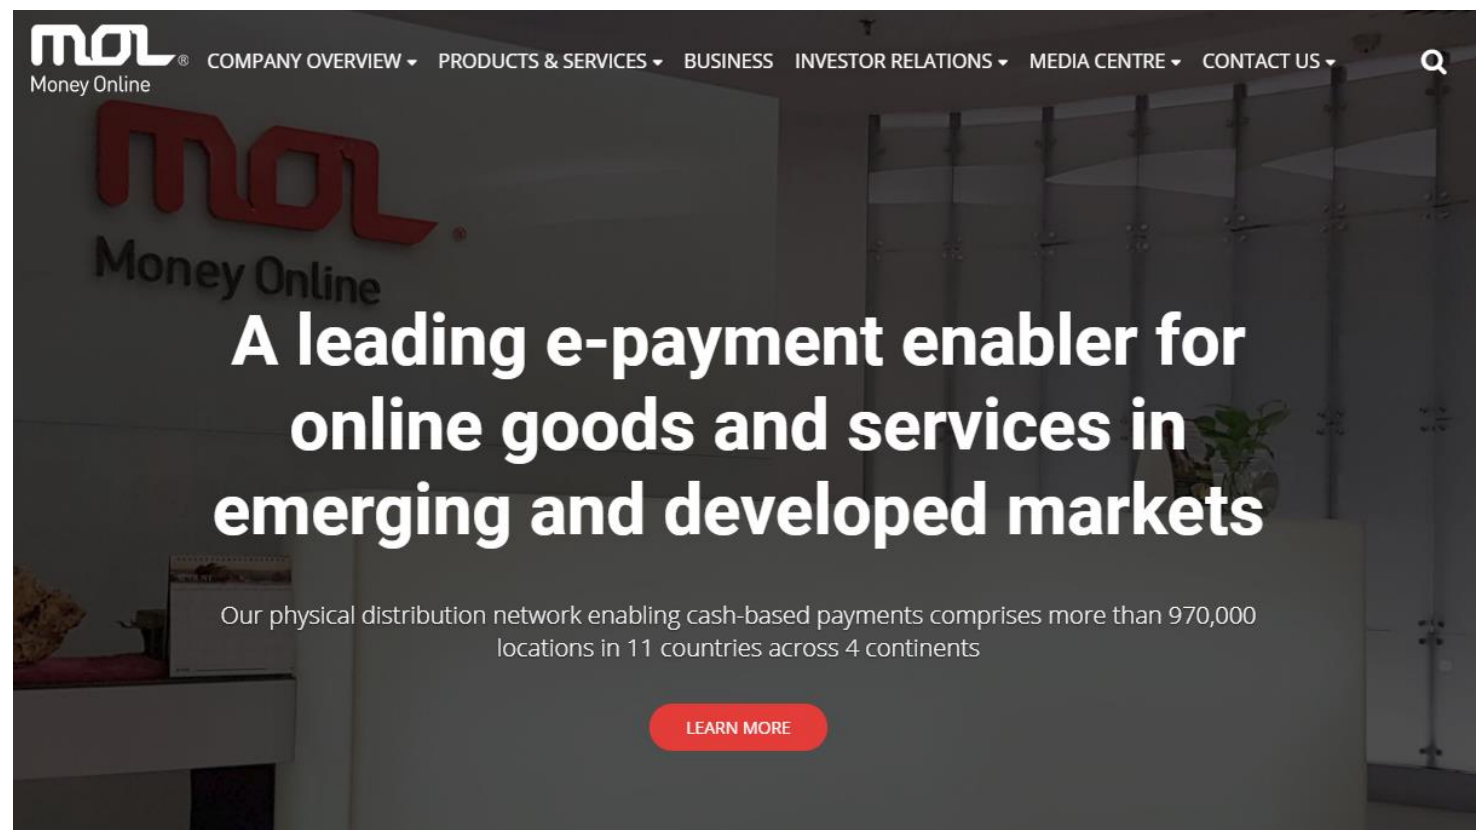 MOL®
Money Online
COMPANY OVERVIEW PRODUCTS & SERVICES BUSINESS INVESTOR RELATIONS MEDIA CENTRE CONTACT US
MOL®
Money Online
A leading e-payment enabler for
online goods and services in
emerging and developed markets
Our physical distribution network enabling cash-based payments comprises more than 970,000
locations in 11 countries across 4 continents
LEARN MORE